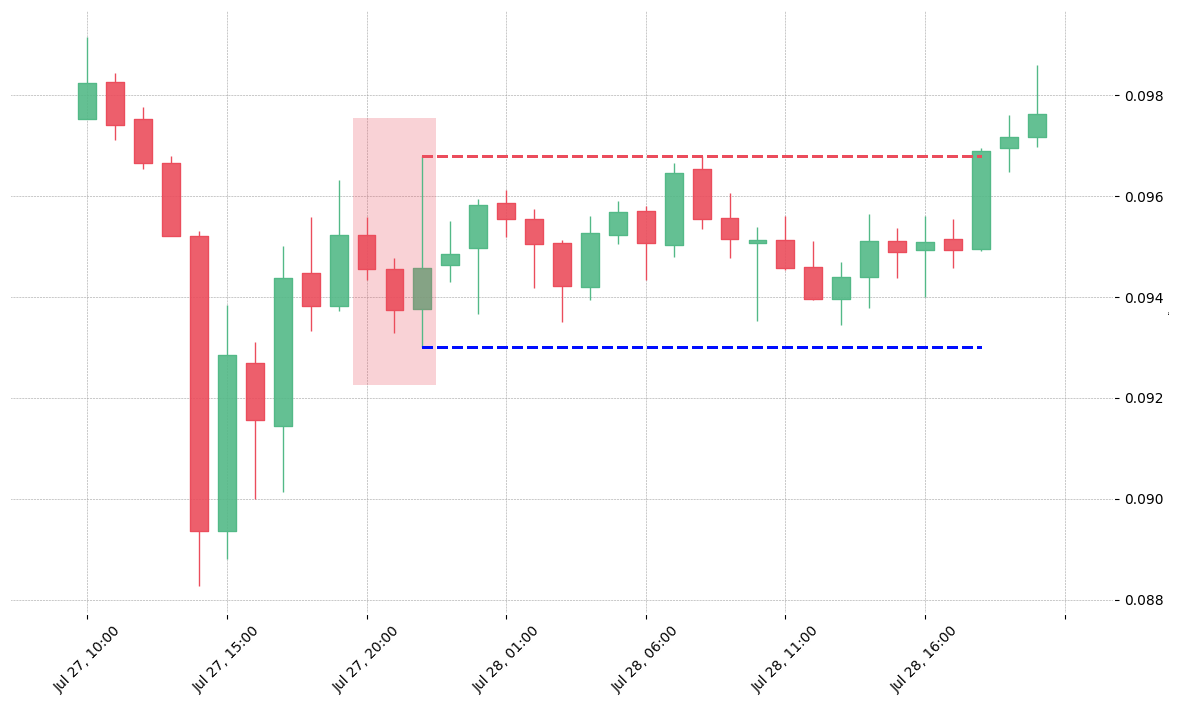 0.098
0.096
0.094
0.092
0.090
0.088
Jul 27, 10:00
Jul 27, 15:00
Jul 27, 20:00
Jul 28, 01:00
Jul 28, 06:00
Jul 28, 11:00
Jul 28, 16:00